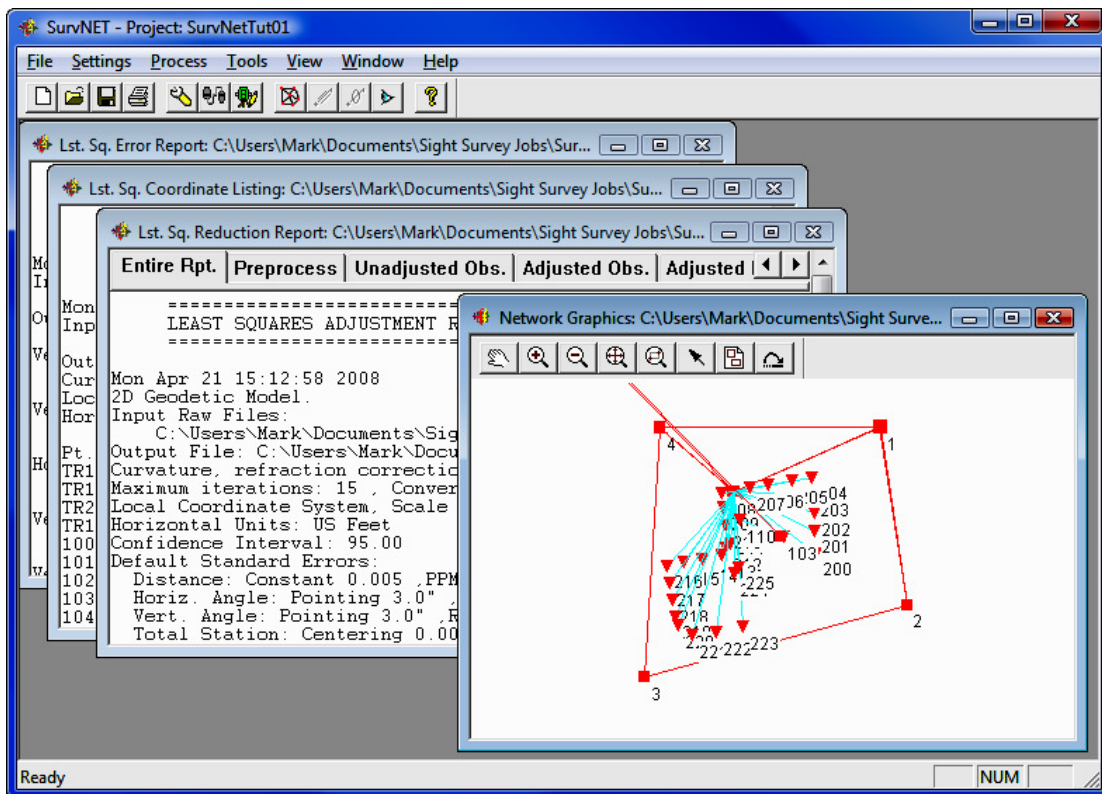 SurvNET - Project: SurvNetTut01
File Settings Process Tools View Window Help
Lst. Sq. Error Report: C:\Users\Mark\Documents\Sight Survey Jobs\Sur...
Lst. Sq. Coordinate Listing: C:\Users\Mark\Documents\Sight Survey Jobs\Su...
Lst. Sq. Reduction Report: C:\Users\Mark\Documents\Sight Survey Jobs\Su...
Entire Rpt. Preprocess Unadjusted Obs. Adjusted Obs. Adjusted
Mon
Inp
Out
Cur
Loc
Hor
Pt.
TR1
TR1
TR2
TR1
100
101
102
103
104
LEAST SQUARES ADJUSTMENT R
Mon Apr 21 15:12:58 2008
2D Geodetic Model.
Input Raw Files:
C:\Users\Mark\Documents\Sig
Output File: C:\Users\Mark\Docu
Curvature, refraction correctio
Maximum iterations: 15 , Conver
Local Coordinate System, Scale
Horizontal Units: US Feet
Confidence Interval: 95.00
Default Standard Errors:
Distance: Constant 0.005 ,PPM
Horiz. Angle: Pointing 3.0" ,
Vert. Angle: Pointing 3.0" ,R
Total Station: Centering 0.00
Network Graphics: C:\Users\Mark\Documents\Sight Surve...
4
1
207
203
202
201
200
103
110
225
216
217
218
222
223
2
3
Ready
NUM